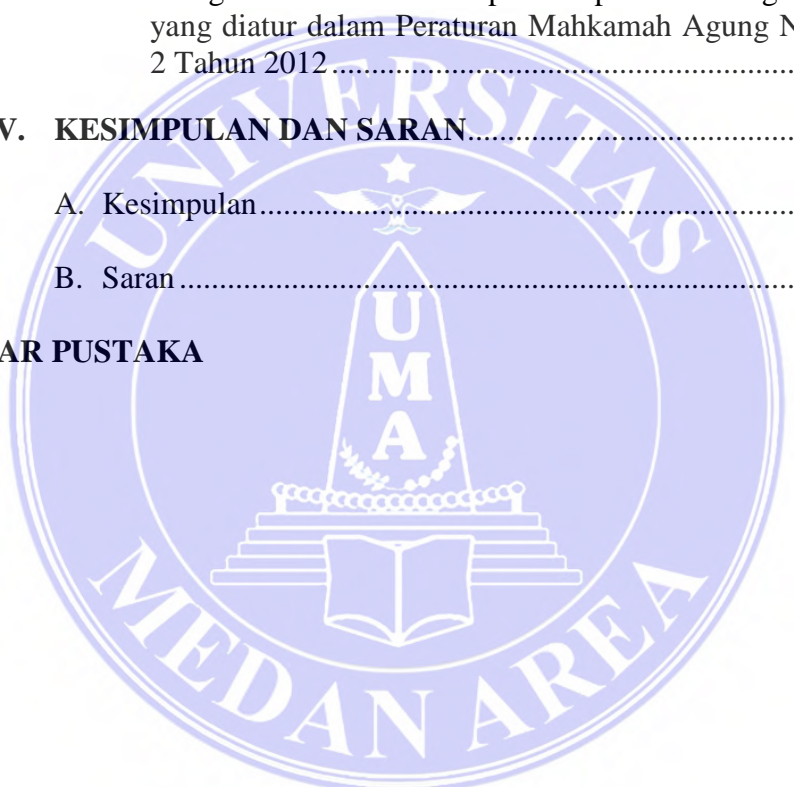 yang diatur dalam Peraturan Mahkamah Agung N
2 Tahun 2012 ........................................................
V. KESIMPULAN DAN SARAN........................................
A. Kesimpulan..................................................................
B. Saran............................................................................
AR PUSTAKA
UNIVERSITAS
UMA
MEDAN AREA